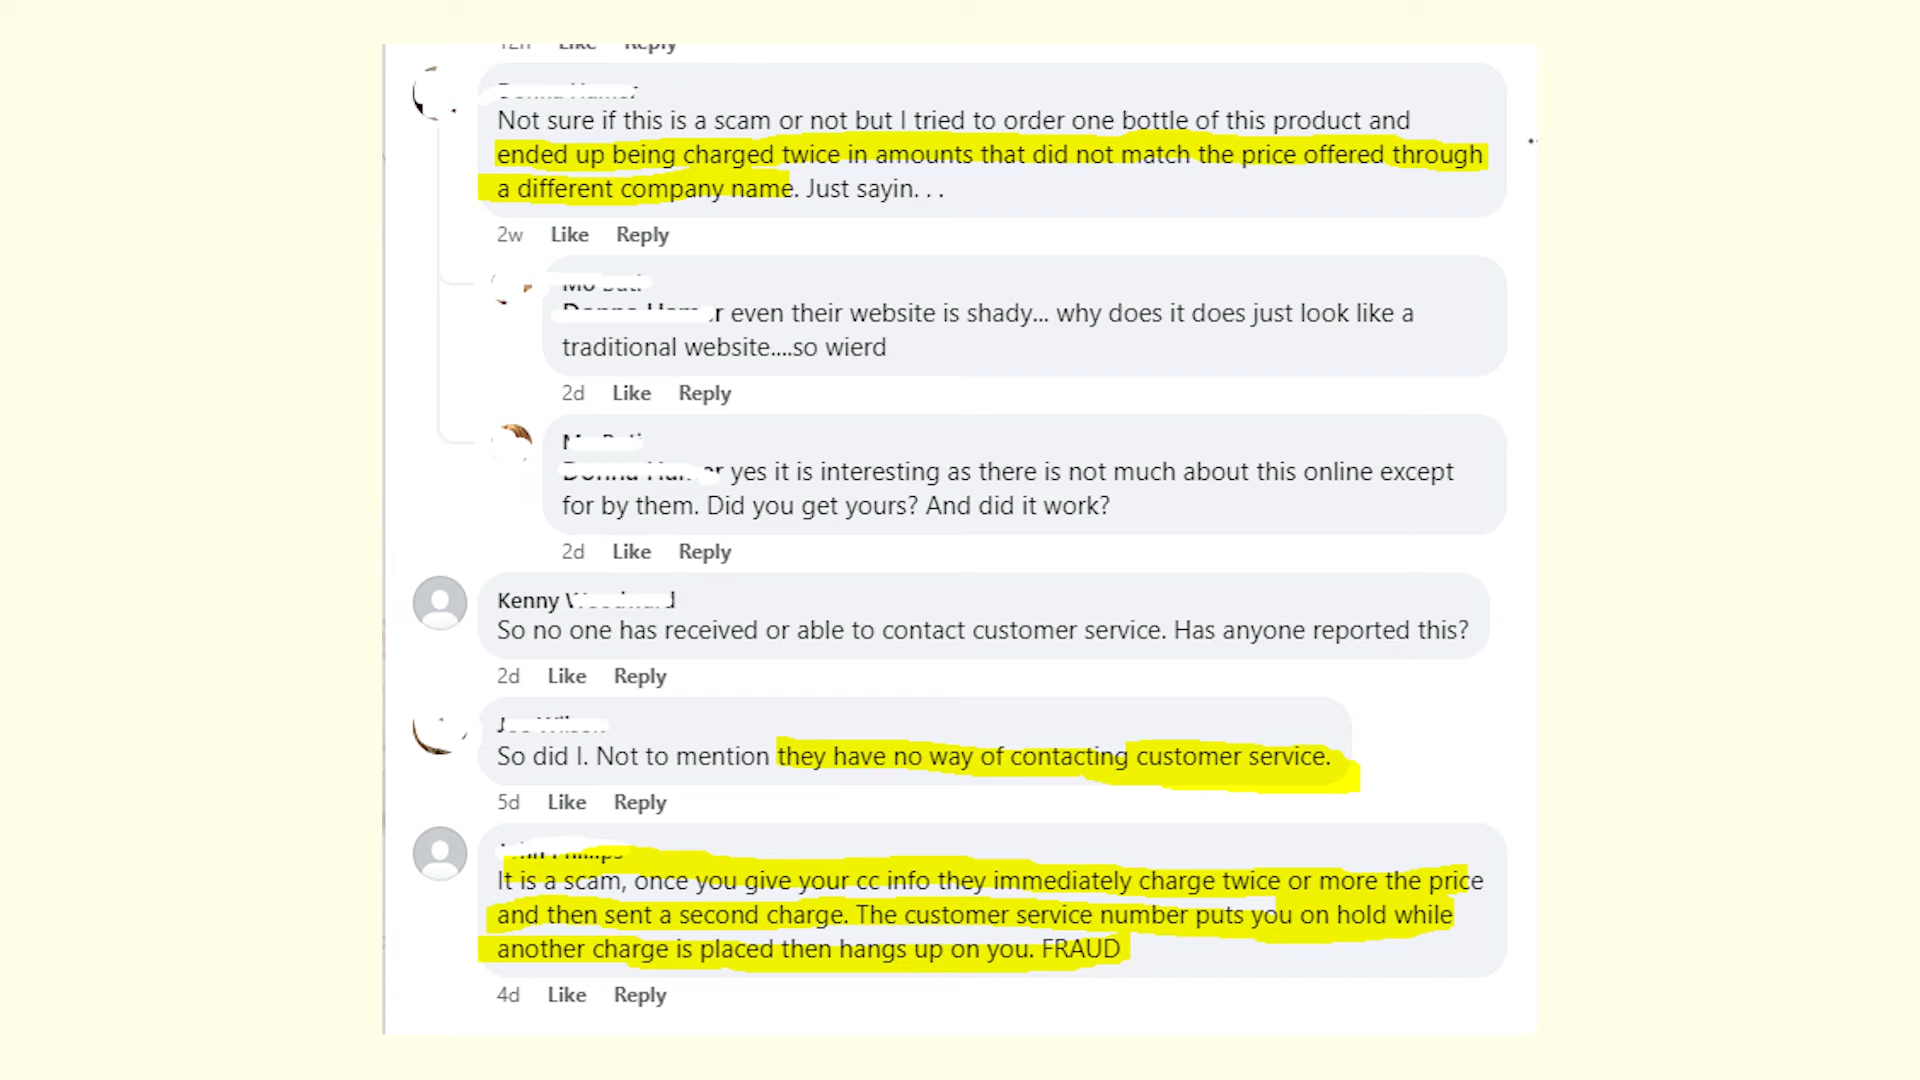 12h Like Reply
Not sure if this is a scam or not but I tried to order one bottle of this product and
ended up being charged twice in amounts that did not match the price offered through
a different company name. Just sayin. . .
2w Like Reply
even their website is shady... why does it does just look like a
traditional website....so wierd
2d Like Reply
yes it is interesting as there is not much about this online except
for by them. Did you get yours? And did it work?
2d Like Reply
Kenny
So no one has received or able to contact customer service. Has anyone reported this?
2d Like Reply
So did I. Not to mention they have no way of contacting customer service.
5d Like Reply
It is a scam, once you give your cc info they immediately charge twice or more the price
and then sent a second charge. The customer service number puts you on hold while
another charge is placed then hangs up on you. FRAUD
4d Like Reply